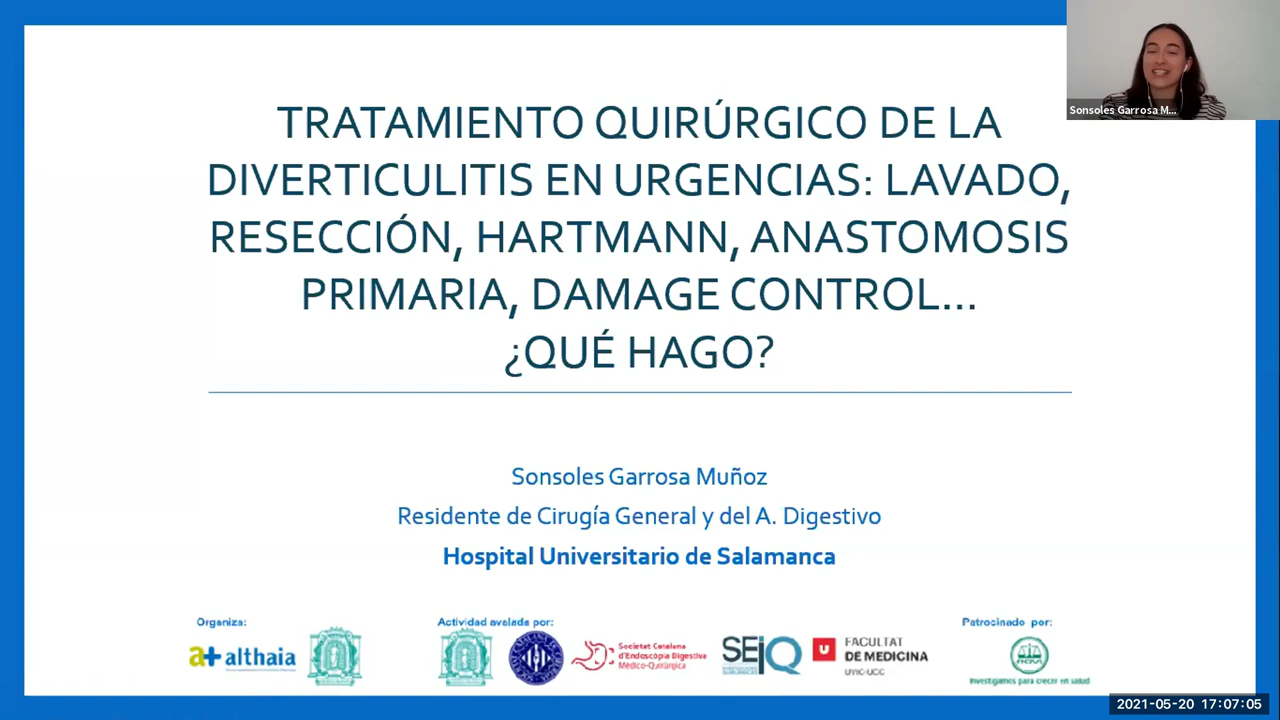 TRATAMIENTO QUIRÚRGICO DE LA
DIVERTICULITIS EN URGENCIAS: LAVADO,
RESECCIÓN, HARTMANN, ANASTOMOSIS
PRIMARIA, DAMAGE CONTROL...
¿QUÉ HAGO?
Sonsoles Garrosa M...
Sonsoles Garrosa Muñoz
Residente de Cirugía General y del A. Digestivo
Hospital Universitario de Salamanca
Organiza:
althaia
Actividad avalada por:
Societat Catalana
d'Endoscòpia Digestiva
Mèdico-Quirúrgica
SEIQ
FACULTAT
DE MEDICINA
UVIC·UCC
Patrocinado por:
ROVI
Investigamos para crecer en salud
2021-05-20 17:07:05